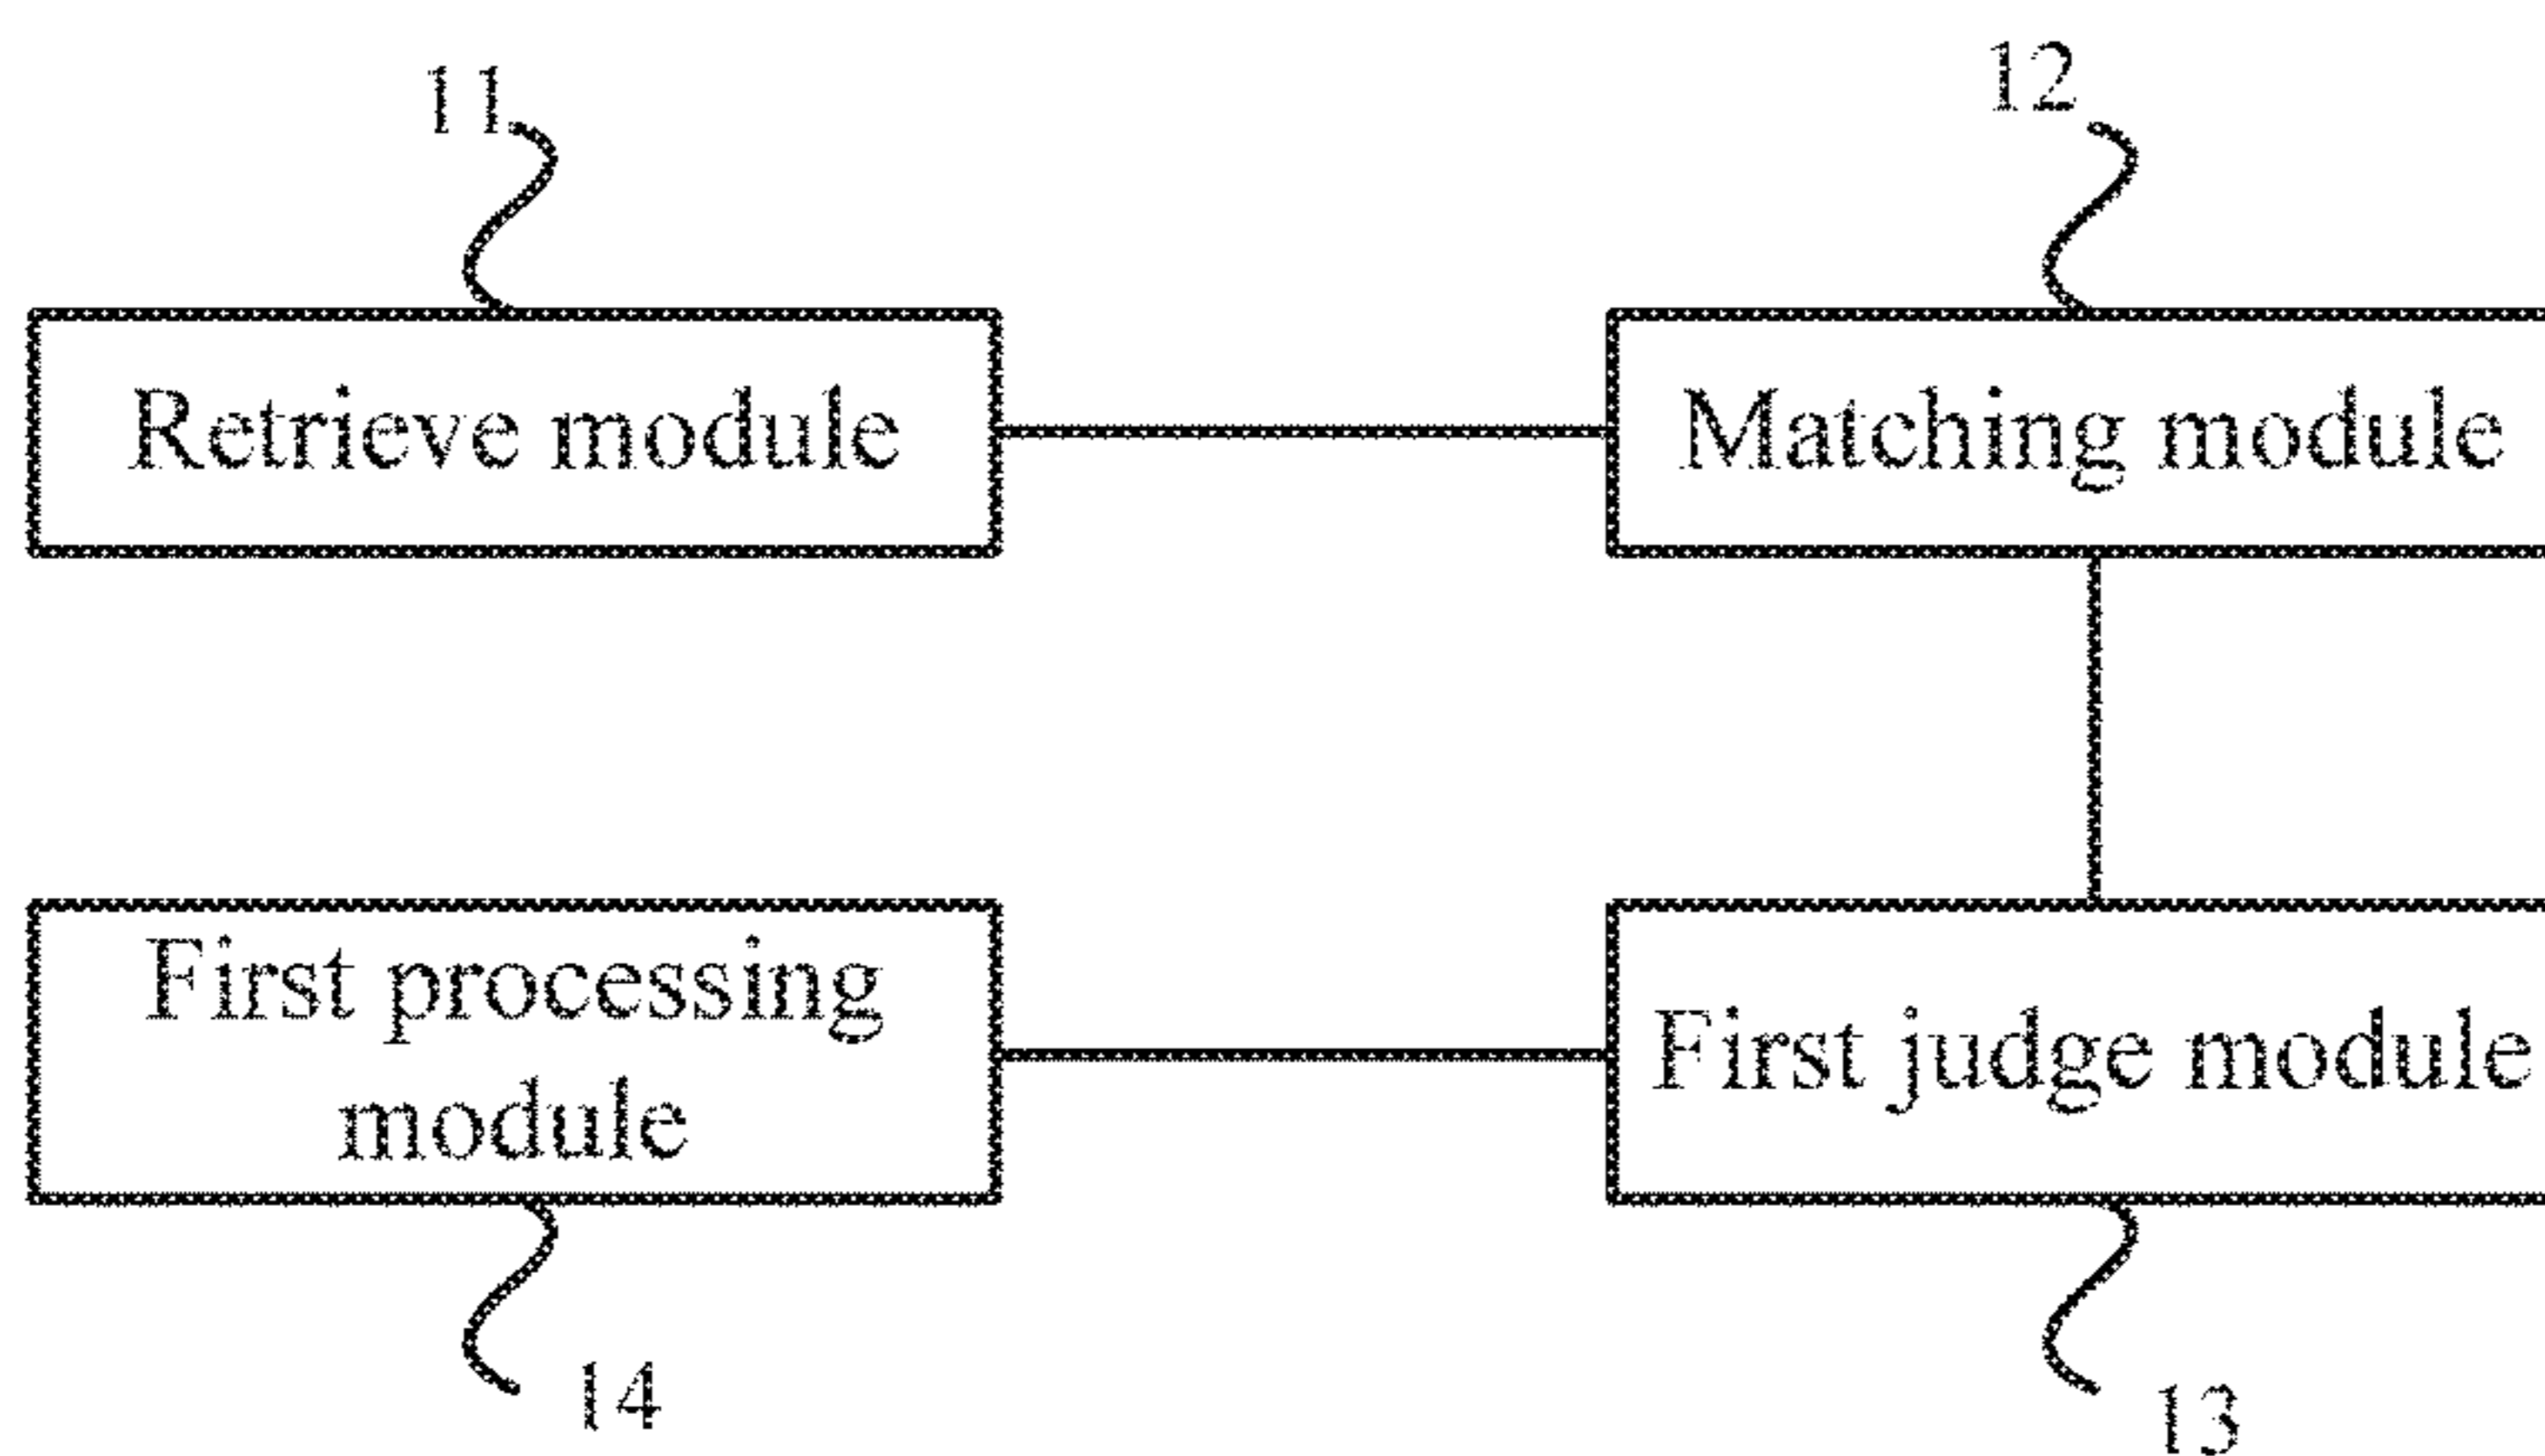 11
12
Retrieve module
Matching module
First processing
module
First judge module
14
13